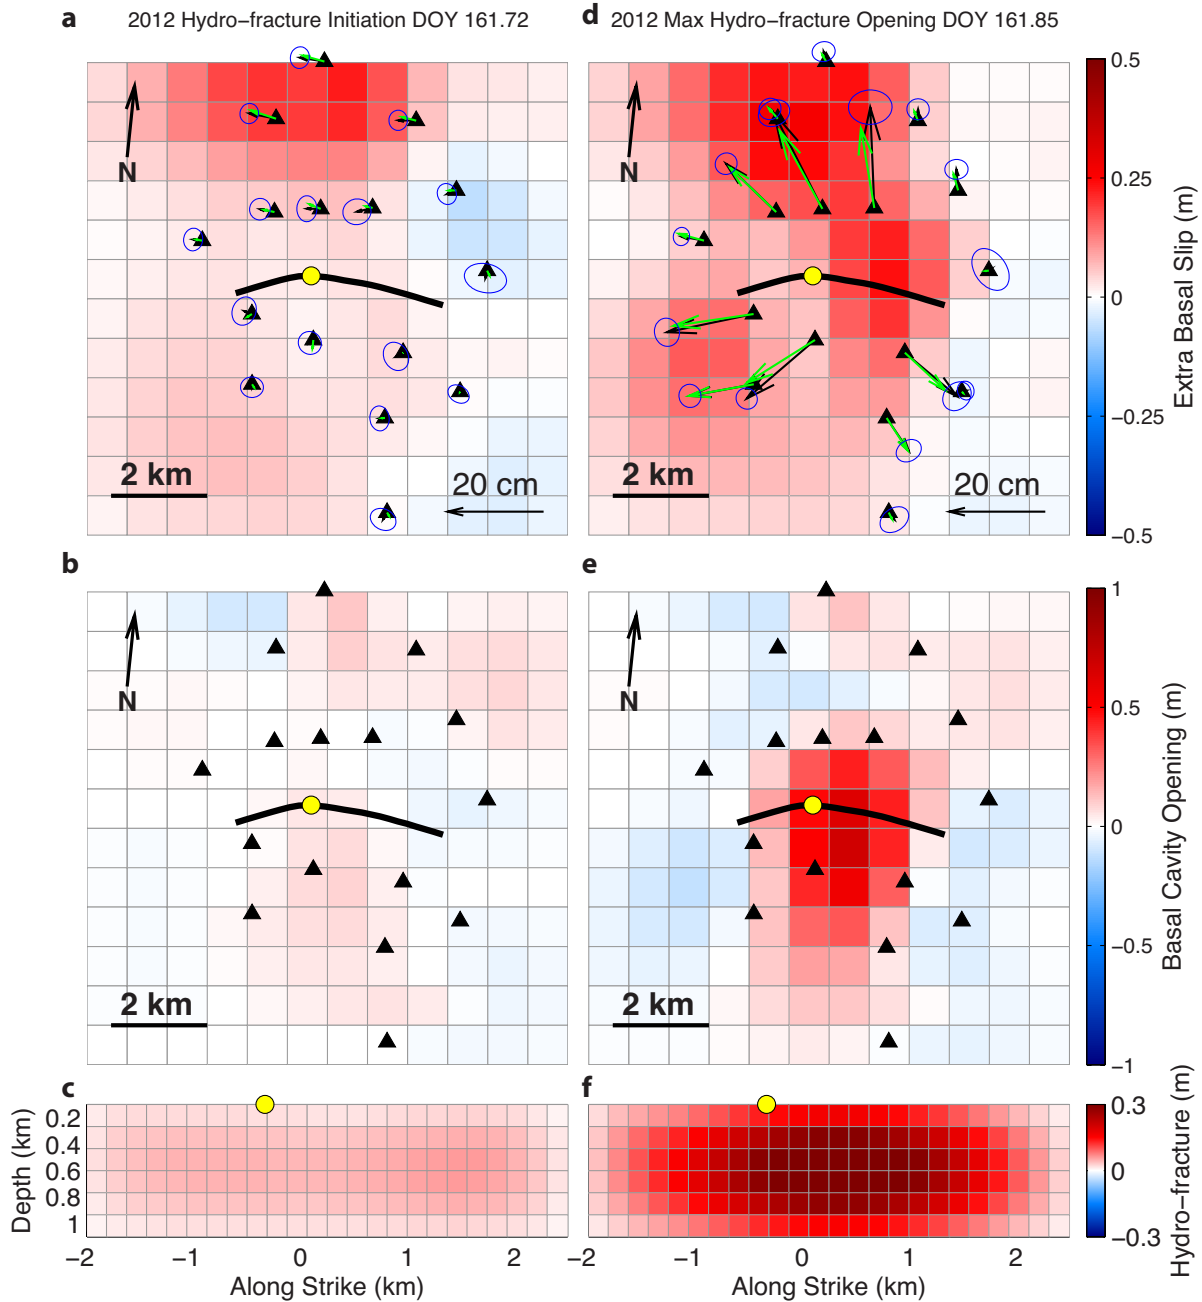 a
2012 Hydro−fracture Initiation DOY 161.72
N
2 km
20 cm
d
2012 Max Hydro−fracture Opening DOY 161.85
N
2 km
20 cm
0.5
0.25
0
−0.25
−0.5
Extra Basal Slip (m)
b
N
2 km
e
N
2 km
1
0.5
0
−0.5
−1
Basal Cavity Opening (m)
c
0.2
0.4
0.6
0.8
1
Depth (km)
−2
−1
0
1
2
Along Strike (km)
f
−2
−1
0
1
2
Along Strike (km)
0.3
0
−0.3
Hydro−fracture (m)